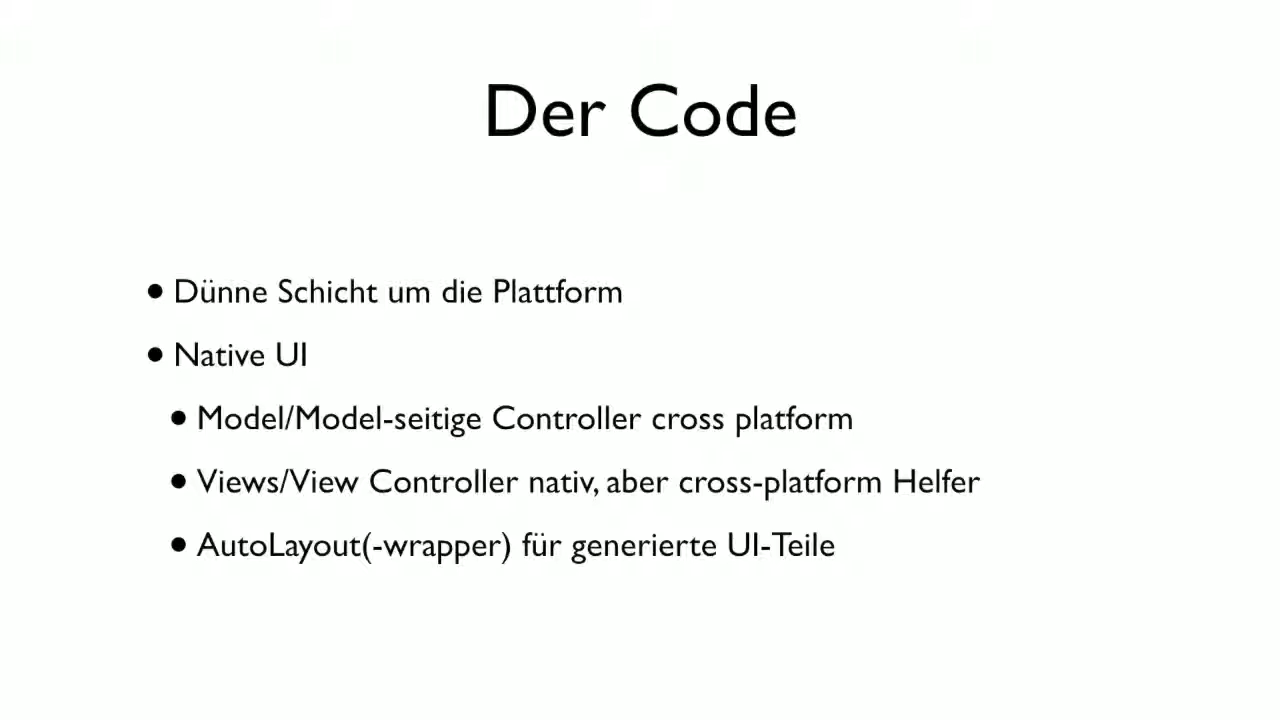 Der Code
• Dünne Schicht um die Plattform
• Native UI
• Model/Model-seitige Controller cross platform
• Views/View Controller nativ, aber cross-platform Helfer
• AutoLayout(-wrapper) für generierte UI-Teile